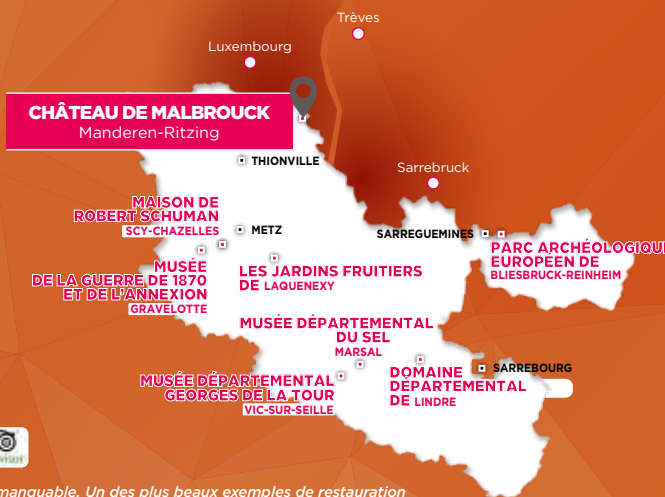 Trèves
Luxembourg
CHÂTEAU DE MALBROUCK
Manderen-Ritzing
THIONVILLE
Sarrebruck
MAISON DE
ROBERT SCHUMAN
SCY-CHAZELLES
METZ
SARREGUEMINES
PARC ARCHÉOLOGIQUE
EUROPEEN DE
BLIESBRUCK-REINHEIM
MUSÉE
DE LA GUERRE DE 1870
ET DE L'ANNEXION
GRAVELOTTE
LES JARDINS FRUITIERS
DE LAQUENEXY
MUSÉE DÉPARTEMENTAL
DU SEL
MARSAL
SARREBOURG
DOMAINE
DÉPARTEMENTAL
DE LINDRE
MUSÉE DÉPARTEMENTAL
GEORGES DE LA TOUR
VIC-SUR-SEILLE
manquable. Un des plus beaux exemples de restauration